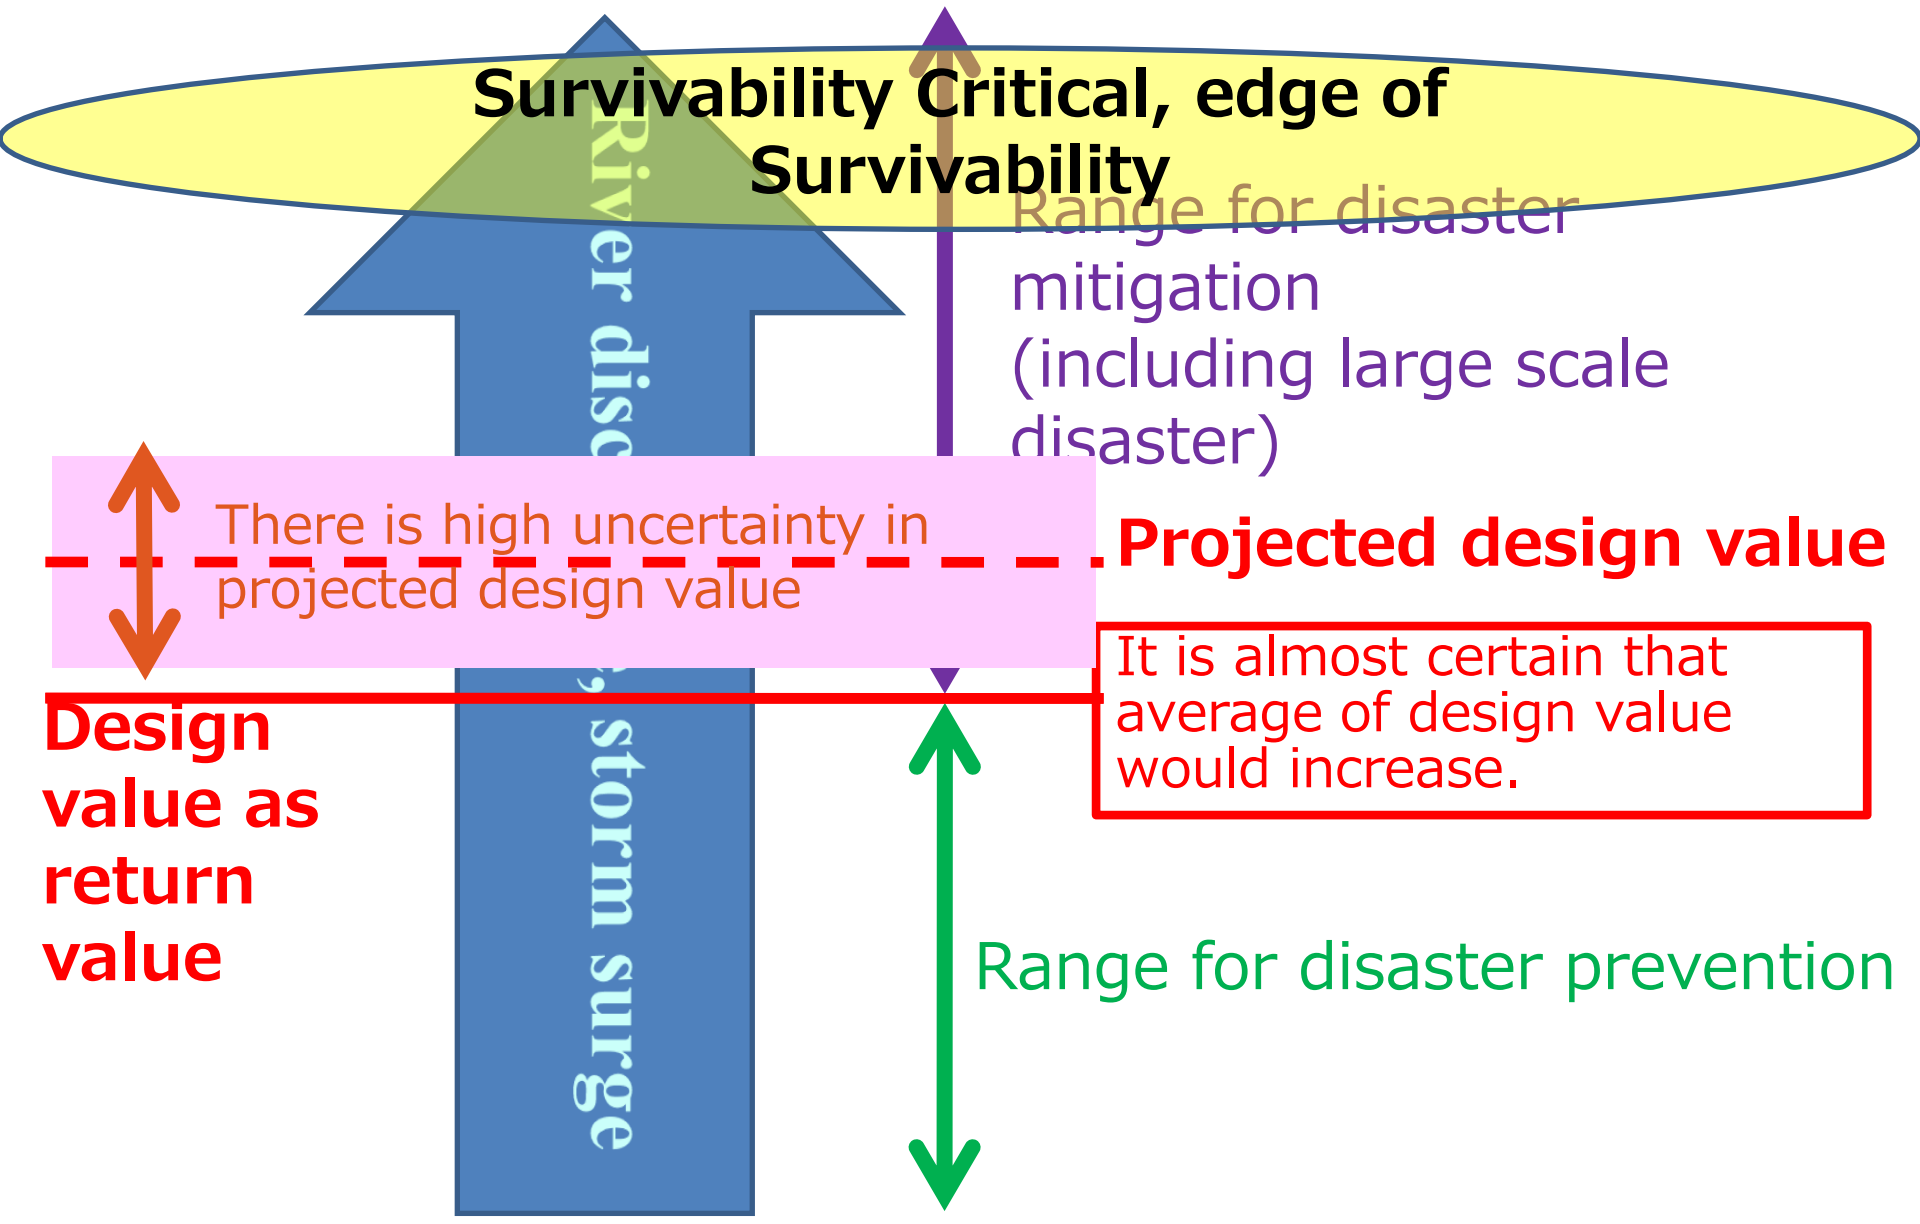 Survivability Critical, edge of
Survivability
Range for disaster
mitigation
(including large scale
disaster)
There is high uncertainty in
projected design value
Projected design value
It is almost certain that
average of design value
would increase.
Design
value as
return
value
Range for disaster prevention
River
storm surge